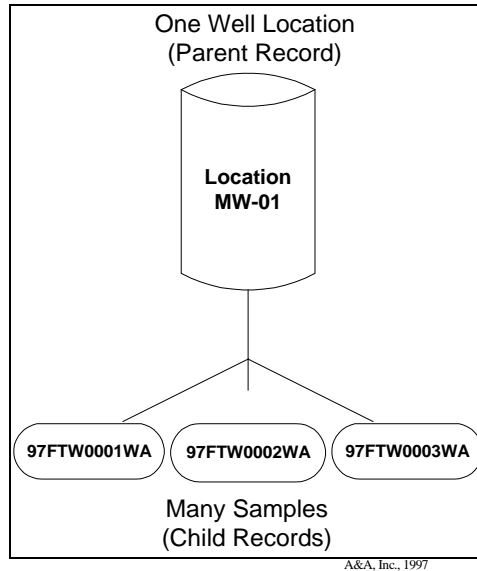 One Well Location
(Parent Record)
Location
MW-01
97FTW0001WA 97FTW0002WA 97FTW0003WA
Many Samples
(Child Records)
A&A, Inc., 1997